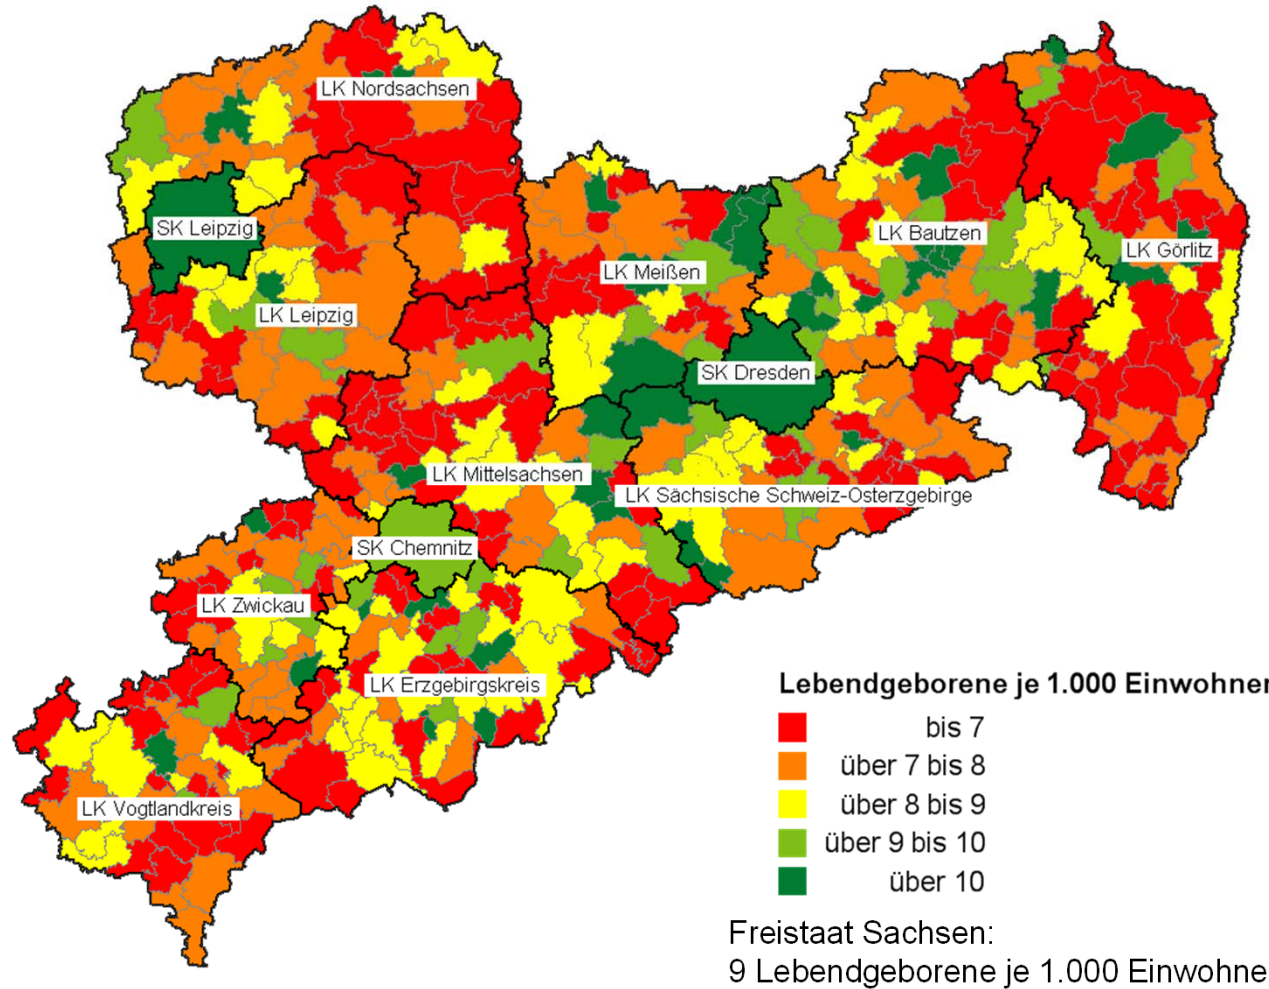 LK Nordsachsen
SK Leipzig
LK Bautzen
LK Görlitz
LK Meißen
LK Leipzig
SK Dresden
LK Mittelsachsen
LK Sächsische Schweiz-Osterzgebirge
SK Chemnitz
LK Zwickau
LK Erzgebirgskreis
LK Vogtlandkreis
Lebendgeborene je 1.000 Einwohner
bis 7
über 7 bis 8
über 8 bis 9
über 9 bis 10
über 10
Freistaat Sachsen:
9 Lebendgeborene je 1.000 Einwohne